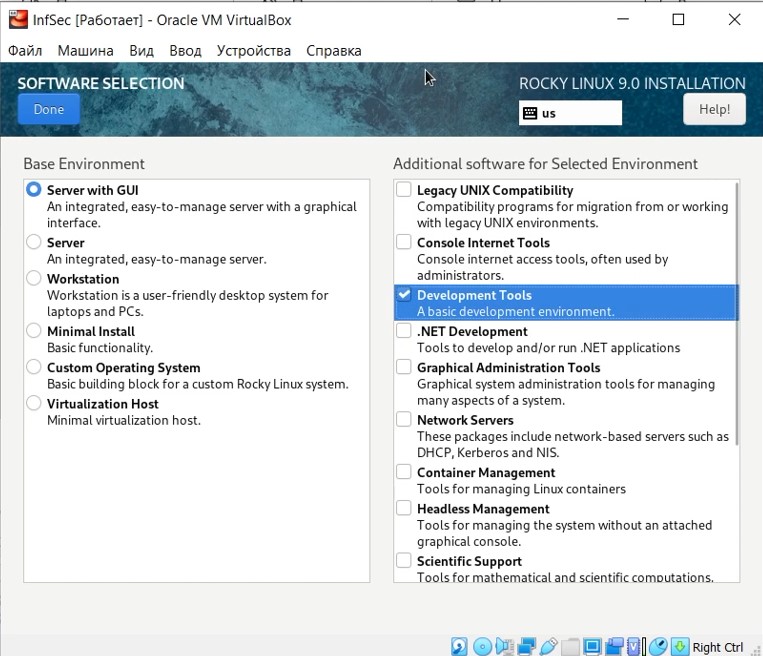 InfSec [Работает] - Oracle VM VirtualBox
Файл Машина Вид Ввод Устройства Справка
SOFTWARE SELECTION
ROCKY LINUX 9.0 INSTALLATION
Done
us
Help!
Base Environment
Server with GUI
An integrated, easy-to-manage server with a graphical
interface.
Server
An integrated, easy-to-manage server.
Workstation
Workstation is a user-friendly desktop system for
laptops and PCs.
Minimal Install
Basic functionality.
Custom Operating System
Basic building block for a custom Rocky Linux system.
Virtualization Host
Minimal virtualization host.
Additional software for Selected Environment
Legacy UNIX Compatibility
Compatibility programs for migration from or working
with legacy UNIX environments.
Console Internet Tools
Console internet access tools, often used by
administrators.
Development Tools
A basic development environment.
.NET Development
Tools to develop and/or run .NET applications
Graphical Administration Tools
Graphical system administration tools for managing
many aspects of a system.
Network Servers
These packages include network-based servers such as
DHCP, Kerberos and NIS.
Container Management
Tools for managing Linux containers
Headless Management
Tools for managing the system without an attached
graphical console.
Scientific Support
Tools for mathematical and scientific computations,
Right Ctrl